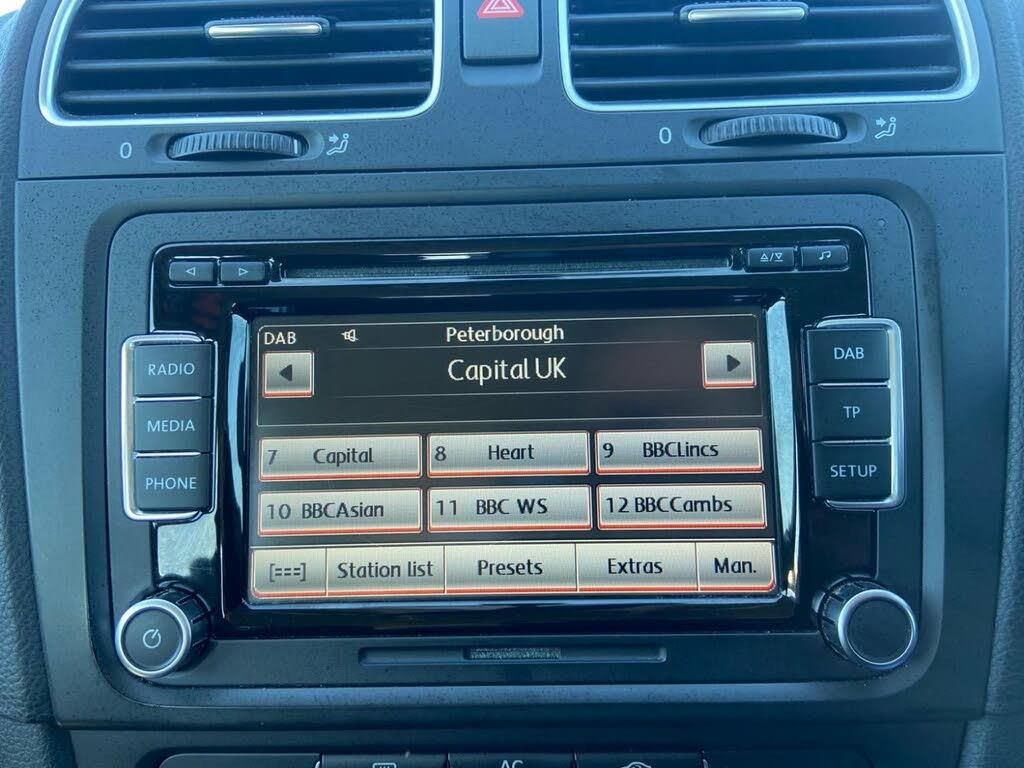 0
0
DAB
Peterborough
Capital UK
7 Capital
8 Heart
9 BBCLincs
10 BBCAsian
11 BBC WS
12 BBCCambs
[===]
Station list
Presets
Extras
Man.
RADIO
MEDIA
PHONE
DAB
TP
SETUP
AC